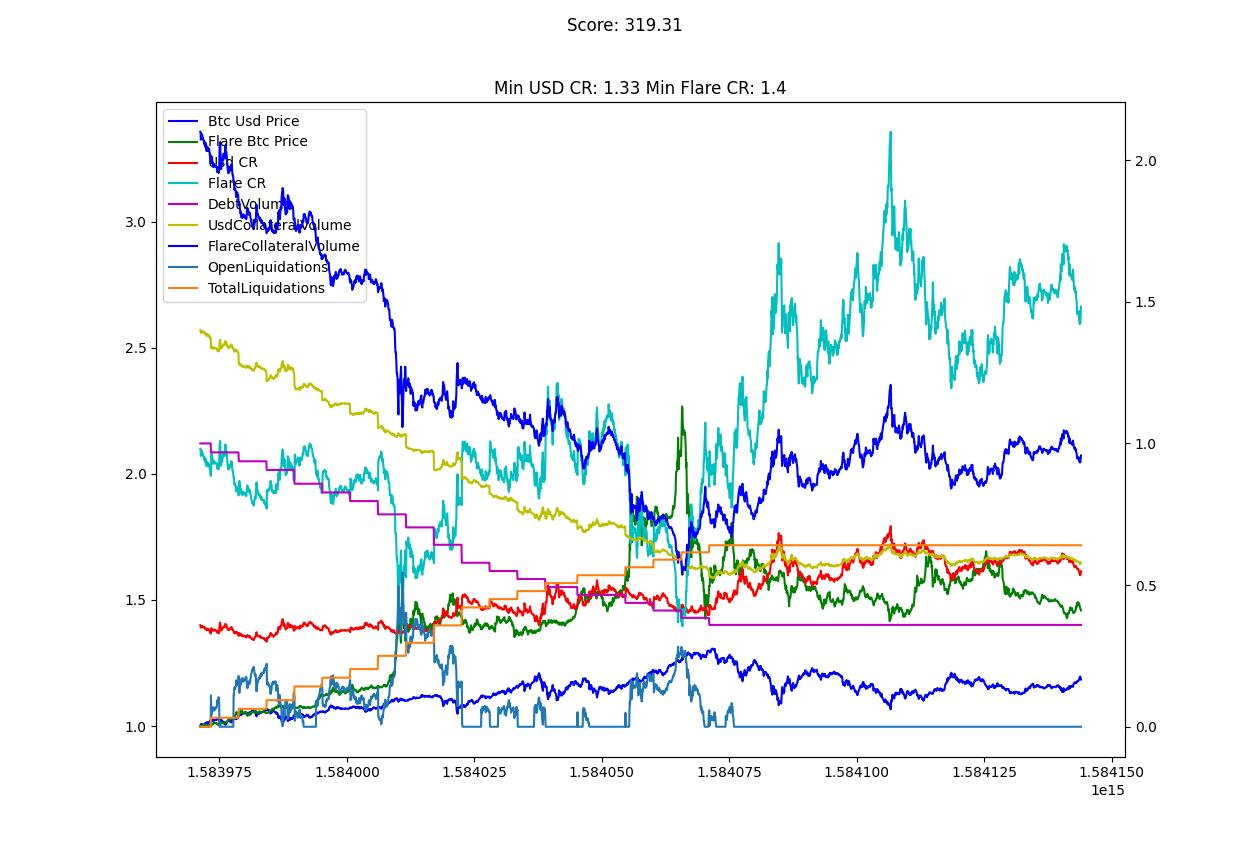 Score: 319.31
Min USD CR: 1.33 Min Flare CR: 1.4
Btc Usd Price
Flare Btc Price
Usd CR
Flare CR
DebtVolume
UsdCollateralVolume
FlareCollateralVolume
OpenLiquidations
TotalLiquidations
3.0
2.5
2.0
1.5
1.0
2.0
1.5
1.0
0.5
0.0
1.583975 1.584000 1.584025 1.584050 1.584075 1.584100 1.584125 1.584150
1e15